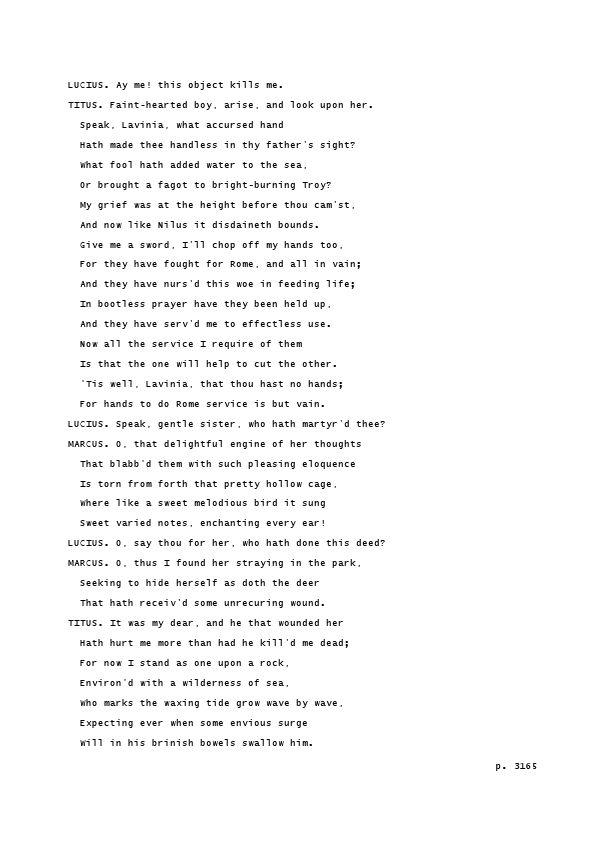 LUCIUS. Ay me! this object kills me.
TITUS. Faint-hearted boy, arise, and look upon her.
Speak, Lavinia, what accursed hand
Hath made thee handless in thy father's sight?
What fool hath added water to the sea,
Or brought a fagot to bright-burning Troy?
My grief was at the height before thou cam'st,
And now like Nilus it disdaineth bounds.
Give me a sword, I'll chop off my hands too,
For they have fought for Rome, and all in vain;
And they have nurs'd this woe in feeding life;
In bootless prayer have they been held up,
And they have serv'd me to effectless use.
Now all the service I require of them
Is that the one will help to cut the other.
'Tis well, Lavinia, that thou hast no hands;
For hands to do Rome service is but vain.
LUCIUS. Speak, gentle sister, who hath martyr'd thee?
MARCUS. O, that delightful engine of her thoughts
That blabb'd them with such pleasing eloquence
Is torn from forth that pretty hollow cage,
Where like a sweet melodious bird it sung
Sweet varied notes, enchanting every ear!
LUCIUS. O, say thou for her, who hath done this deed?
MARCUS. O, thus I found her straying in the park,
Seeking to hide herself as doth the deer
That hath receiv'd some unrecuring wound.
TITUS. It was my dear, and he that wounded her
Hath hurt me more than had he kill'd me dead;
For now I stand as one upon a rock,
Environ'd with a wilderness of sea,
Who marks the waxing tide grow wave by wave,
Expecting ever when some envious surge
Will in his brinish bowels swallow him.
p. 3165